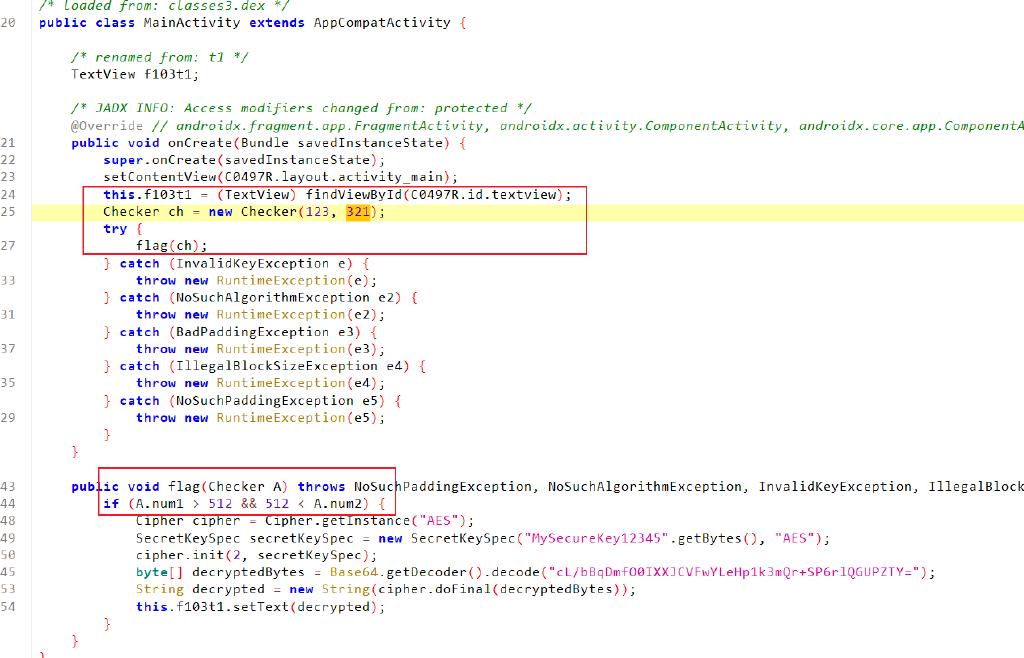 /* loaded from: classes3.dex */
20 public class MainActivity extends AppCompatActivity {
/* renamed from: t1 */
TextView f103t1;
/* JADX INFO: Access modifiers changed from: protected */
@Override // androidx.fragment.app.FragmentActivity, androidx.activity.ComponentActivity, androidx.core.app.ComponentA
21 public void onCreate(Bundle savedInstanceState) {
22 super.onCreate(savedInstanceState);
23 setContentView(C0497R.layout.activity_main);
24 this.f103t1 = (TextView) findViewById(C0497R.id.textview);
25 Checker ch = new Checker(123, 321);
try {
27 flag(ch);
} catch (InvalidKeyException e) {
33 throw new RuntimeException(e);
} catch (NoSuchAlgorithmException e2) {
31 throw new RuntimeException(e2);
} catch (BadPaddingException e3) {
37 throw new RuntimeException(e3);
} catch (IllegalBlockSizeException e4) {
35 throw new RuntimeException(e4);
} catch (NoSuchPaddingException e5) {
29 throw new RuntimeException(e5);
}
}
43 public void flag(Checker A) throws NoSuchPaddingException, NoSuchAlgorithmException, InvalidKeyException, IllegalBlock
44 if (A.num1 > 512 && 512 < A.num2) {
48 Cipher cipher = Cipher.getInstance("AES");
49 SecretKeySpec secretKeySpec = new SecretKeySpec("MySecureKey12345".getBytes(), "AES");
50 cipher.init(2, secretKeySpec);
45 byte[] decryptedBytes = Base64.getDecoder().decode("cL/bBqDmfO0IXXJCVFwYLeHp1k3mQr+SP6rlQGUPZTY=");
53 String decrypted = new String(cipher.doFinal(decryptedBytes));
54 this.f103t1.setText(decrypted);
}
}
}